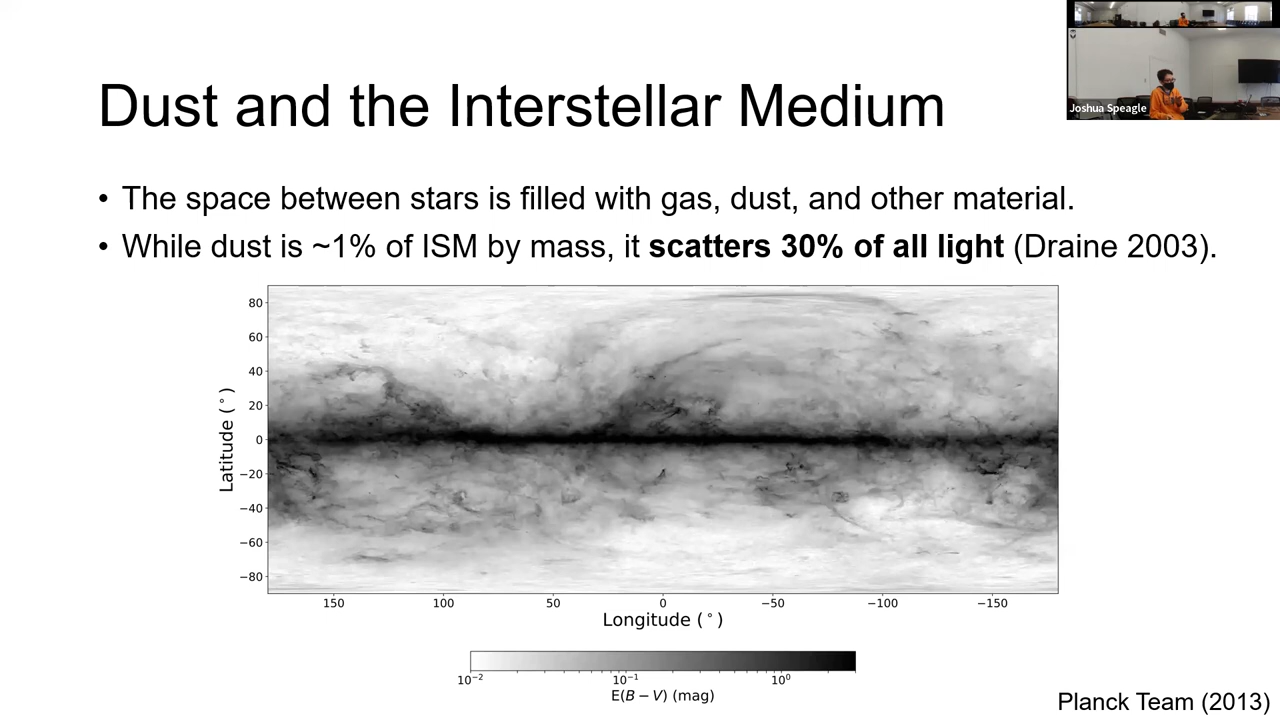 Dust and the Interstellar Medium
Joshua Speagle
• The space between stars is filled with gas, dust, and other material.
• While dust is ~1% of ISM by mass, it scatters 30% of all light (Draine 2003).
80
60
40
20
0
−20
−40
−60
−80
Latitude (°)
150 100 50 0 −50 −100 −150
Longitude (°)
10⁻² 10⁻¹ 10⁰
E(B − V) (mag)
Planck Team (2013)